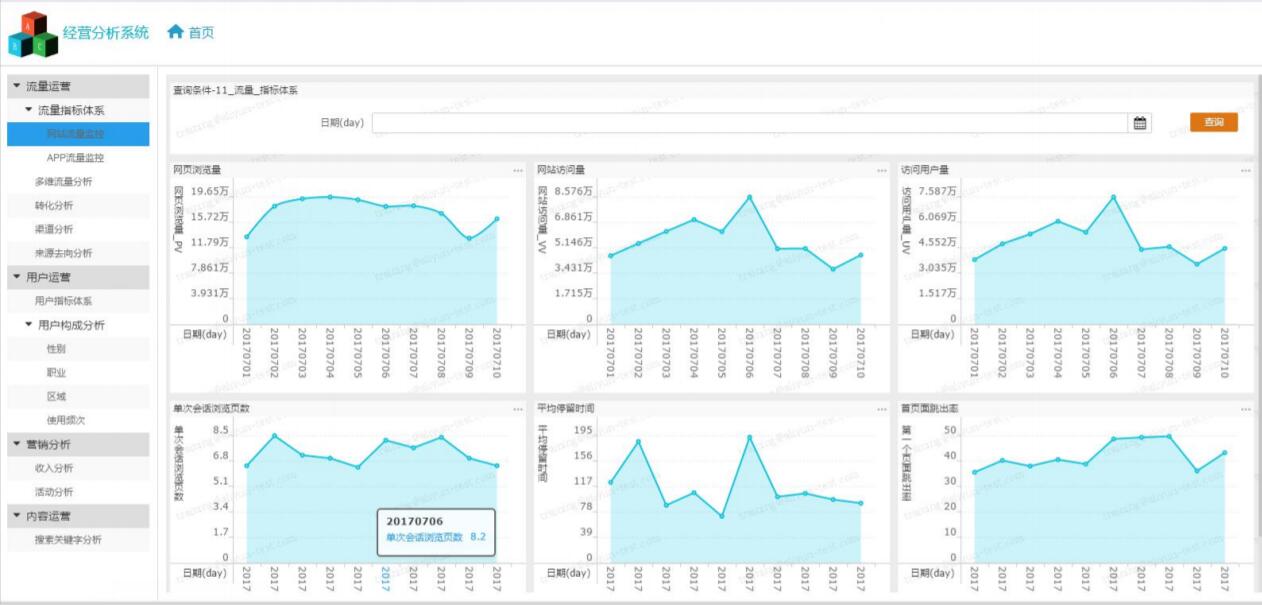 经营分析系统
首页
流量运营
流量指标体系
网站流量监控
APP流量监控
多维流量分析
转化分析
渠道分析
来源去向分析
用户运营
用户指标体系
用户构成分析
性别
职业
区域
使用频次
营销分析
收入分析
活动分析
内容运营
搜索关键字分析
查询条件-11_流量_指标体系
日期(day)
查询
网页浏览量
网页浏览量_PV
19.65万
15.72万
11.79万
7.861万
3.931万
0
日期(day)
20170701
20170702
20170703
20170704
20170705
20170706
20170707
20170708
20170709
20170710
网站访问量
网站访问量_VV
8.576万
6.861万
5.146万
3.431万
1.715万
0
日期(day)
20170701
20170702
20170703
20170704
20170705
20170706
20170707
20170708
20170709
20170710
访问用户量
访问用户量_UV
7.587万
6.069万
4.552万
3.035万
1.517万
0
日期(day)
20170701
20170702
20170703
20170704
20170705
20170706
20170707
20170708
20170709
20170710
单次会话浏览页数
单次会话浏览页数
8.5
6.8
5.1
3.4
1.7
0
20170706
单次会话浏览页数 8.2
日期(day)
2017
2017
2017
2017
2017
2017
2017
2017
2017
2017
平均停留时间
平均停留时间
195
156
117
78
39
0
日期(day)
2017
2017
2017
2017
2017
2017
2017
2017
2017
2017
首页面跳出率
第一个页面跳出率
50
40
30
20
10
0
日期(day)
2017
2017
2017
2017
2017
2017
2017
2017
2017
2017